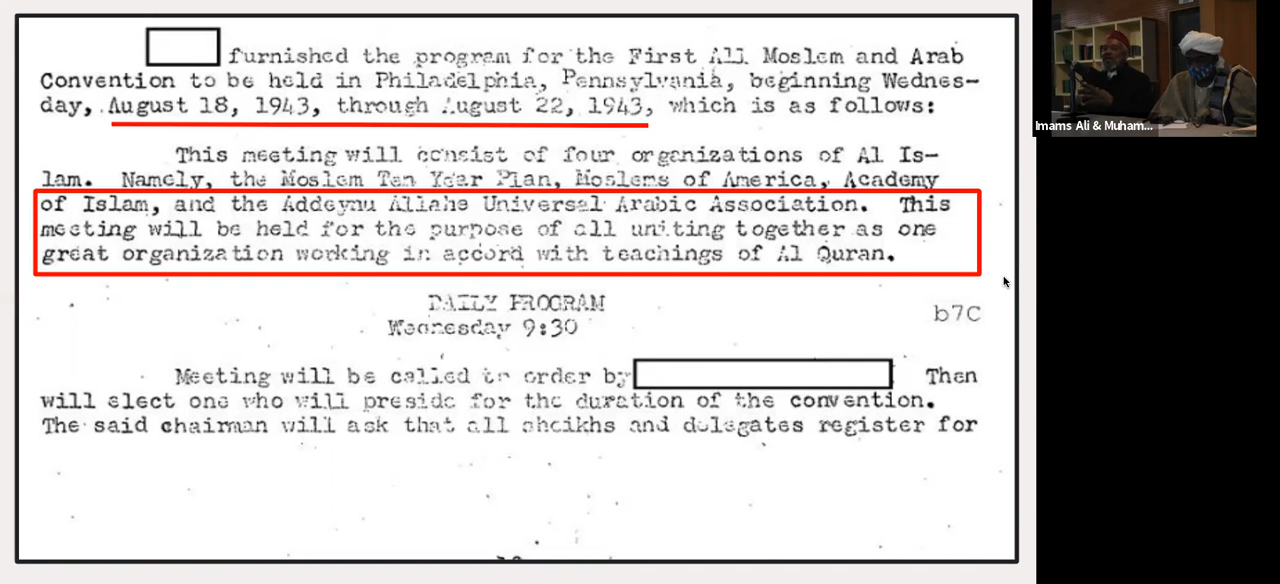 furnished the program for the First All Moslem and Arab
Convention to be held in Philadelphia, Pennsylvania, beginning Wednes-
day, August 18, 1943, through August 22, 1943, which is as follows:
This meeting will consist of four organizations of Al Is-
lam. Namely, the Moslem Ten Year Plan, Moslems of America, Academy
of Islam, and the Addeynu Allahe Universal Arabic Association. This
meeting will be held for the purpose of all uniting together as one
great organization working in accord with teachings of Al Quran.
DAILY PROGRAM
Wednesday 9:30
b7C
Meeting will be called to order by Then
will elect one who will preside for the duration of the convention.
The said chairman will ask that all sheikhs and delegates register for
Imams Ali & Muham...